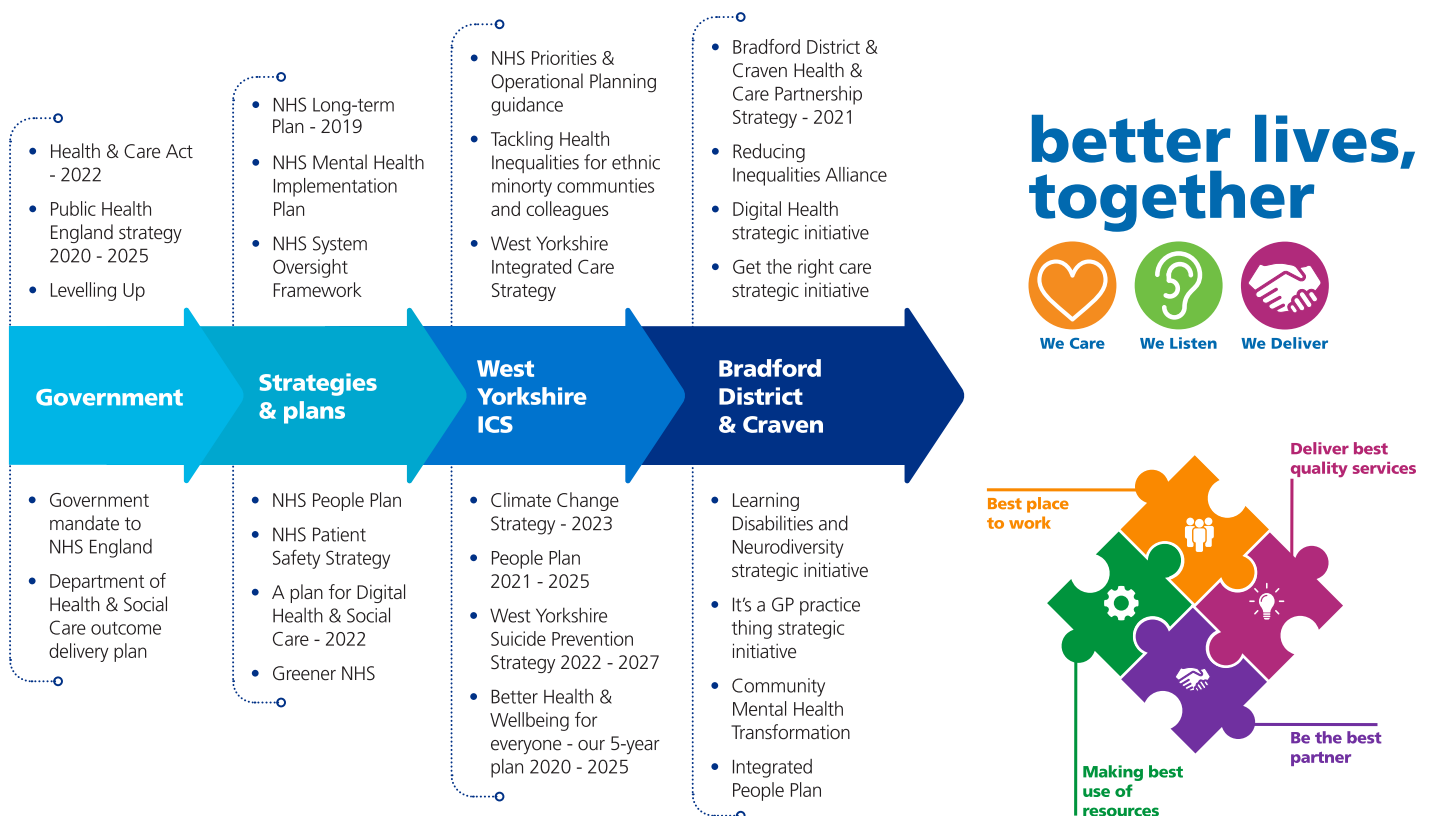 Health & Care Act
- 2022
Public Health
England strategy
2020 - 2025
Levelling Up
NHS Long-term
Plan - 2019
NHS Mental Health
Implementation
Plan
NHS System
Oversight
Framework
NHS Priorities &
Operational Planning
guidance
Tackling Health
Inequalities for ethnic
minorty communties
and colleagues
West Yorkshire
Integrated Care
Strategy
Bradford District &
Craven Health &
Care Partnership
Strategy - 2021
Reducing
Inequalities Alliance
Digital Health
strategic initiative
Get the right care
strategic initiative
Government
Strategies
& plans
West
Yorkshire
ICS
Bradford
District
& Craven
Government
mandate to
NHS England
Department of
Health & Social
Care outcome
delivery plan
NHS People Plan
NHS Patient
Safety Strategy
A plan for Digital
Health & Social
Care - 2022
Greener NHS
Climate Change
Strategy - 2023
People Plan
2021 - 2025
West Yorkshire
Suicide Prevention
Strategy 2022 - 2027
Better Health &
Wellbeing for
everyone - our 5-year
plan 2020 - 2025
Learning
Disabilities and
Neurodiversity
strategic initiative
It's a GP practice
thing strategic
initiative
Community
Mental Health
Transformation
Integrated
People Plan
better lives,
together
We Care
We Listen
We Deliver
Best place
to work
Deliver best
quality services
Be the best
partner
Making best
use of
resources